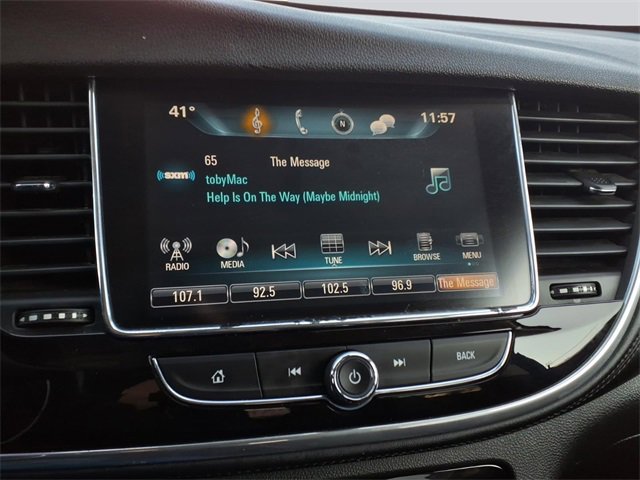 41° 11:57
N
65 The Message
((sxm))
tobyMac
Help Is On The Way (Maybe Midnight)
RADIO MEDIA TUNE BROWSE MENU
107.1 92.5 102.5 96.9 The Message
BACK